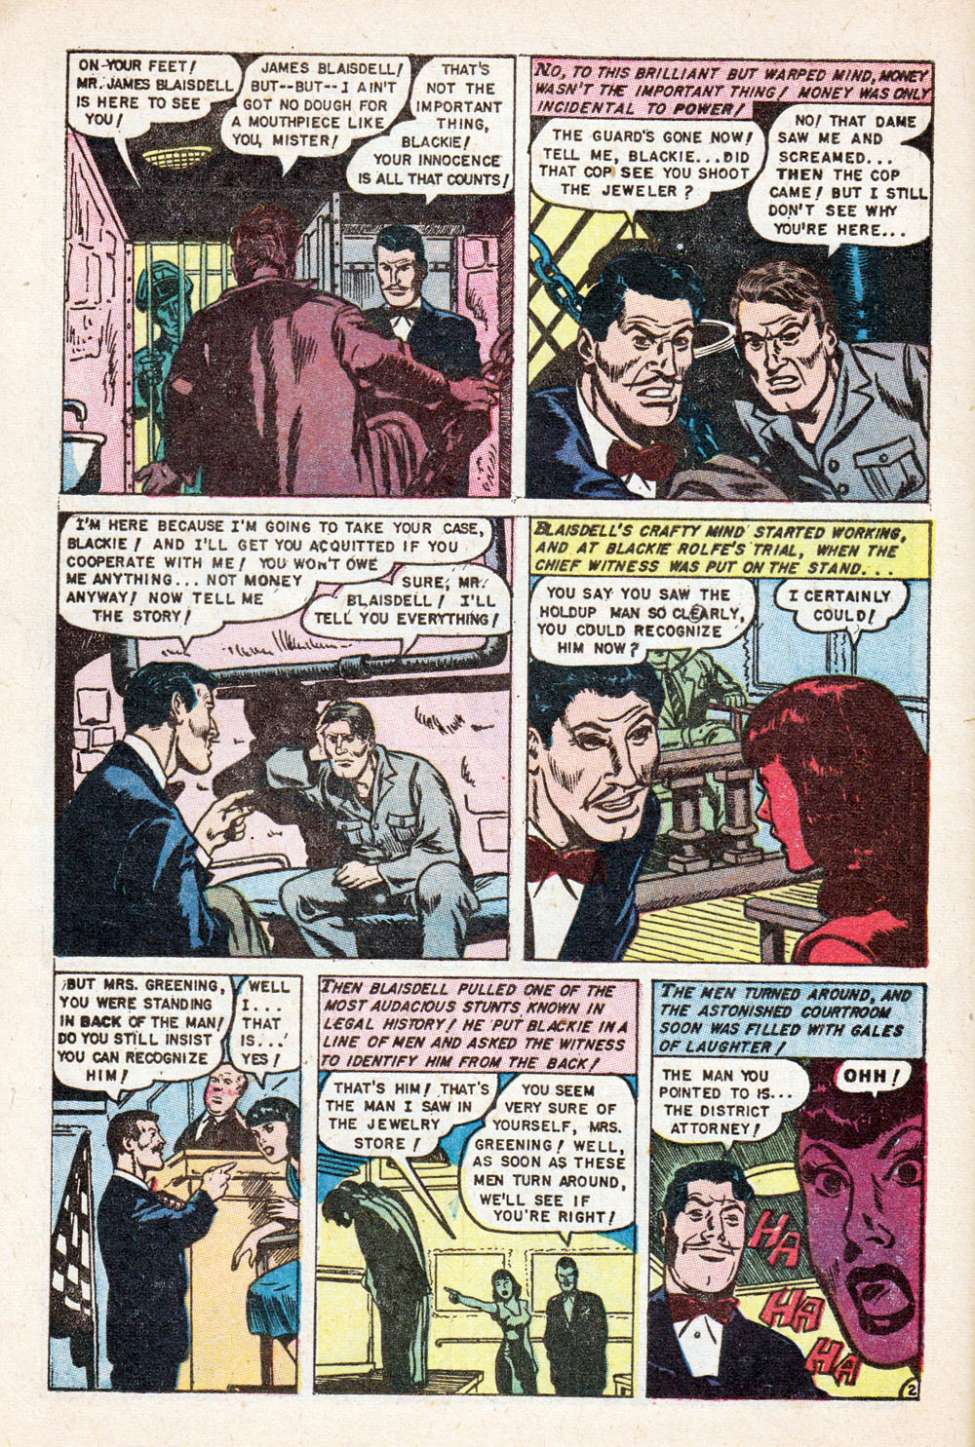 ON YOUR FEET!
MR. JAMES BLAISDELL
IS HERE TO SEE
YOU!
JAMES BLAISDELL!
BUT--BUT--I AIN'T
GOT NO DOUGH FOR
A MOUTHPIECE LIKE
YOU, MISTER!
THAT'S
NOT THE
IMPORTANT
THING,
BLACKIE!
YOUR INNOCENCE
IS ALL THAT COUNTS!
NO, TO THIS BRILLIANT BUT WARPED MIND, MONEY
WASN'T THE IMPORTANT THING! MONEY WAS ONLY
INCIDENTAL TO POWER!
THE GUARD'S GONE NOW!
TELL ME, BLACKIE...DID
THAT COP SEE YOU SHOOT
THE JEWELER?
NO! THAT DAME
SAW ME AND
SCREAMED...
THEN THE COP
CAME! BUT I STILL
DON'T SEE WHY
YOU'RE HERE...
I'M HERE BECAUSE I'M GOING TO TAKE YOUR CASE,
BLACKIE! AND I'LL GET YOU ACQUITTED IF YOU
COOPERATE WITH ME! YOU WON'T OWE
ME ANYTHING... NOT MONEY
ANYWAY! NOW TELL ME
THE STORY!
SURE, MR.
BLAISDELL! I'LL
TELL YOU EVERYTHING!
BLAISDELL'S CRAFTY MIND STARTED WORKING,
AND AT BLACKIE ROLFE'S TRIAL, WHEN THE
CHIEF WITNESS WAS PUT ON THE STAND...
YOU SAY YOU SAW THE
HOLDUP MAN SO CLEARLY,
YOU COULD RECOGNIZE
HIM NOW?
I CERTAINLY
COULD!
BUT MRS. GREENING,
YOU WERE STANDING
IN BACK OF THE MAN!
DO YOU STILL INSIST
YOU CAN RECOGNIZE
HIM!
WELL
I...
THAT
IS...
YES!
THEN BLAISDELL PULLED ONE OF THE
MOST AUDACIOUS STUNTS KNOWN IN
LEGAL HISTORY! HE PUT BLACKIE IN A
LINE OF MEN AND ASKED THE WITNESS
TO IDENTIFY HIM FROM THE BACK!
THAT'S HIM! THAT'S
THE MAN I SAW IN
THE JEWELRY
STORE!
YOU SEEM
VERY SURE OF
YOURSELF, MRS.
GREENING! WELL,
AS SOON AS THESE
MEN TURN AROUND,
WE'LL SEE IF
YOU'RE RIGHT!
THE MEN TURNED AROUND, AND
THE ASTONISHED COURTROOM
SOON WAS FILLED WITH GALES
OF LAUGHTER!
THE MAN YOU
POINTED TO IS...
THE DISTRICT
ATTORNEY!
OHH!
HA
HA
HA
HA
HA
2